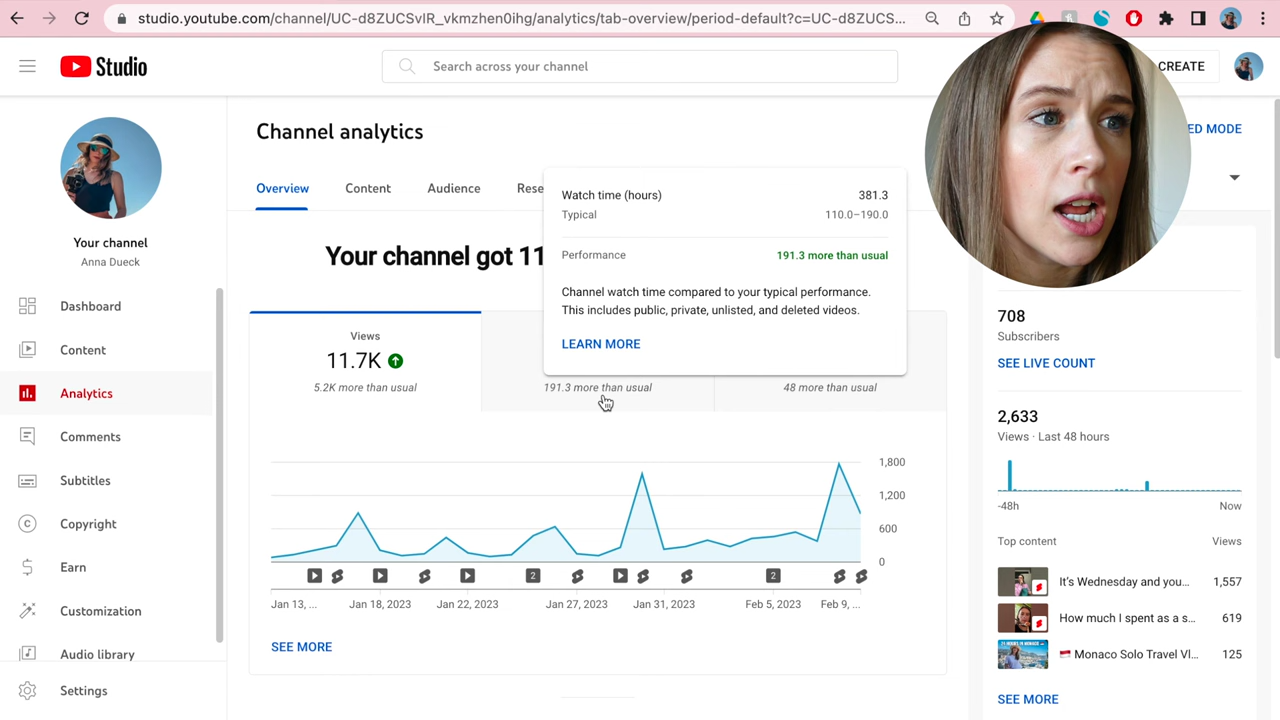 studio.youtube.com/channel/UC-d8ZUCSvIR_vkmzhen0ihg/analytics/tab-overview/period-default?c=UC-d8ZUCS...
Studio
Search across your channel
CREATE
Your channel
Anna Dueck
Dashboard
Content
Analytics
Comments
Subtitles
Copyright
Earn
Customization
Audio library
Settings
Channel analytics
ED MODE
Overview
Content
Audience
Rese
Your channel got 11
Watch time (hours) 381.3
Typical 110.0–190.0
Performance 191.3 more than usual
Channel watch time compared to your typical performance.
This includes public, private, unlisted, and deleted videos.
LEARN MORE
Views
11.7K
5.2K more than usual
191.3 more than usual
48 more than usual
1,800
1,200
600
0
2
2
Jan 13, ...
Jan 18, 2023
Jan 22, 2023
Jan 27, 2023
Jan 31, 2023
Feb 5, 2023
Feb 9, ...
SEE MORE
708
Subscribers
SEE LIVE COUNT
2,633
Views · Last 48 hours
-48h
Now
Top content
Views
It's Wednesday and you...
1,557
How much I spent as a s...
619
Monaco Solo Travel Vl...
125
SEE MORE